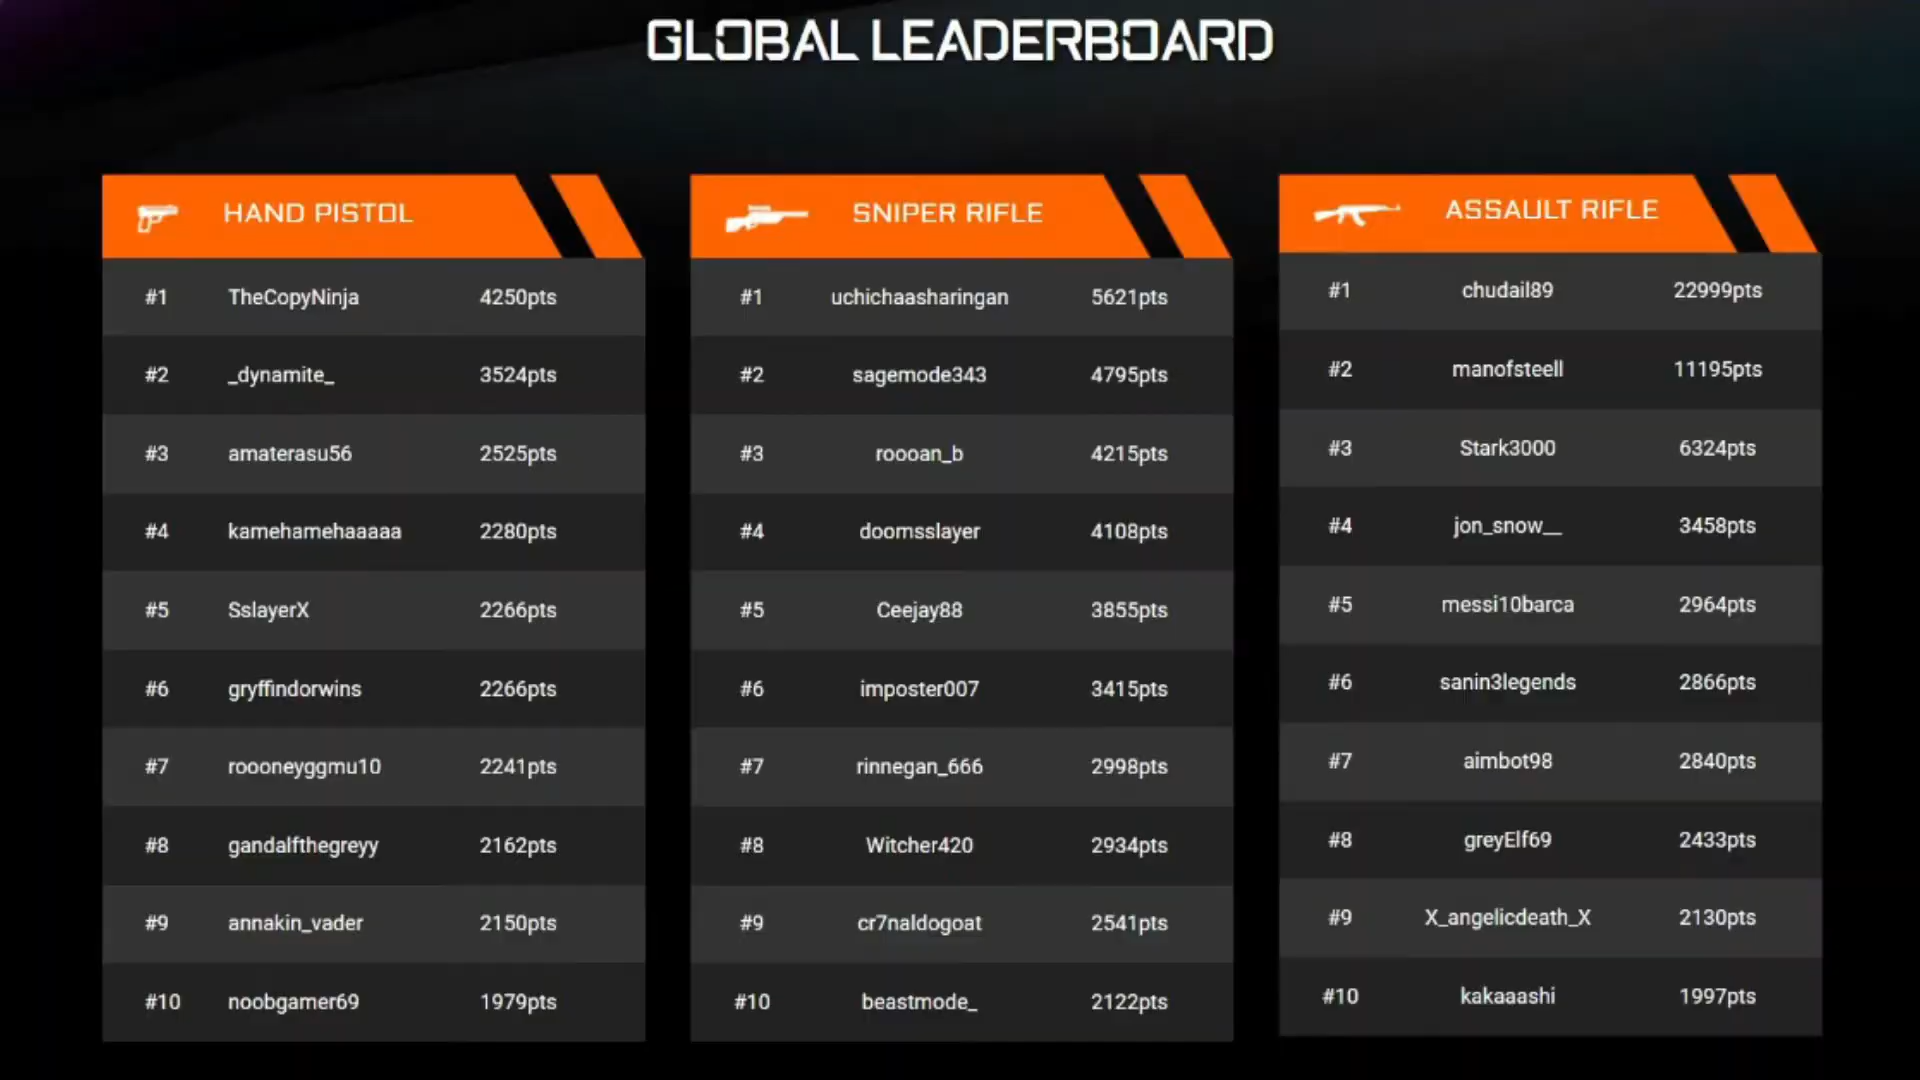 GLOBAL LEADERBOARD
HAND PISTOL
#1 TheCopyNinja 4250pts
#2 _dynamite_ 3524pts
#3 amaterasu56 2525pts
#4 kamehamehaaaaa 2280pts
#5 SslayerX 2266pts
#6 gryffindorwins 2266pts
#7 roooneyggmu10 2241pts
#8 gandalfthegreyy 2162pts
#9 annakin_vader 2150pts
#10 noobgamer69 1979pts
SNIPER RIFLE
#1 uchichaasharingan 5621pts
#2 sagemode343 4795pts
#3 roooan_b 4215pts
#4 doomsslayer 4108pts
#5 Ceejay88 3855pts
#6 imposter007 3415pts
#7 rinnegan_666 2998pts
#8 Witcher420 2934pts
#9 cr7naldogoat 2541pts
#10 beastmode_ 2122pts
ASSAULT RIFLE
#1 chudail89 22999pts
#2 manofsteell 11195pts
#3 Stark3000 6324pts
#4 jon_snow__ 3458pts
#5 messi10barca 2964pts
#6 sanin3legends 2866pts
#7 aimbot98 2840pts
#8 greyElf69 2433pts
#9 X_angelicdeath_X 2130pts
#10 kakaaashi 1997pts